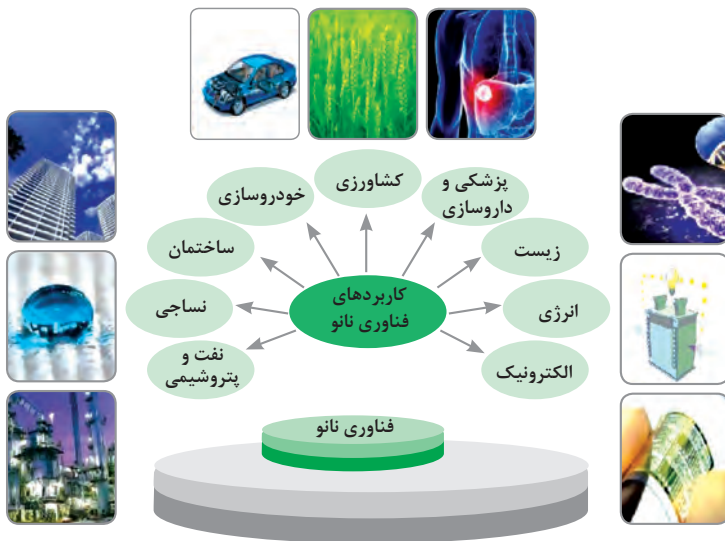 کشاورزی
پزشکی و
داروسازی
خودروسازی
زیست
ساختمان
انرژی
نساجی
الکترونیک
نفت و
پتروشیمی
کاربردهای
فناوری نانو
فناوری نانو